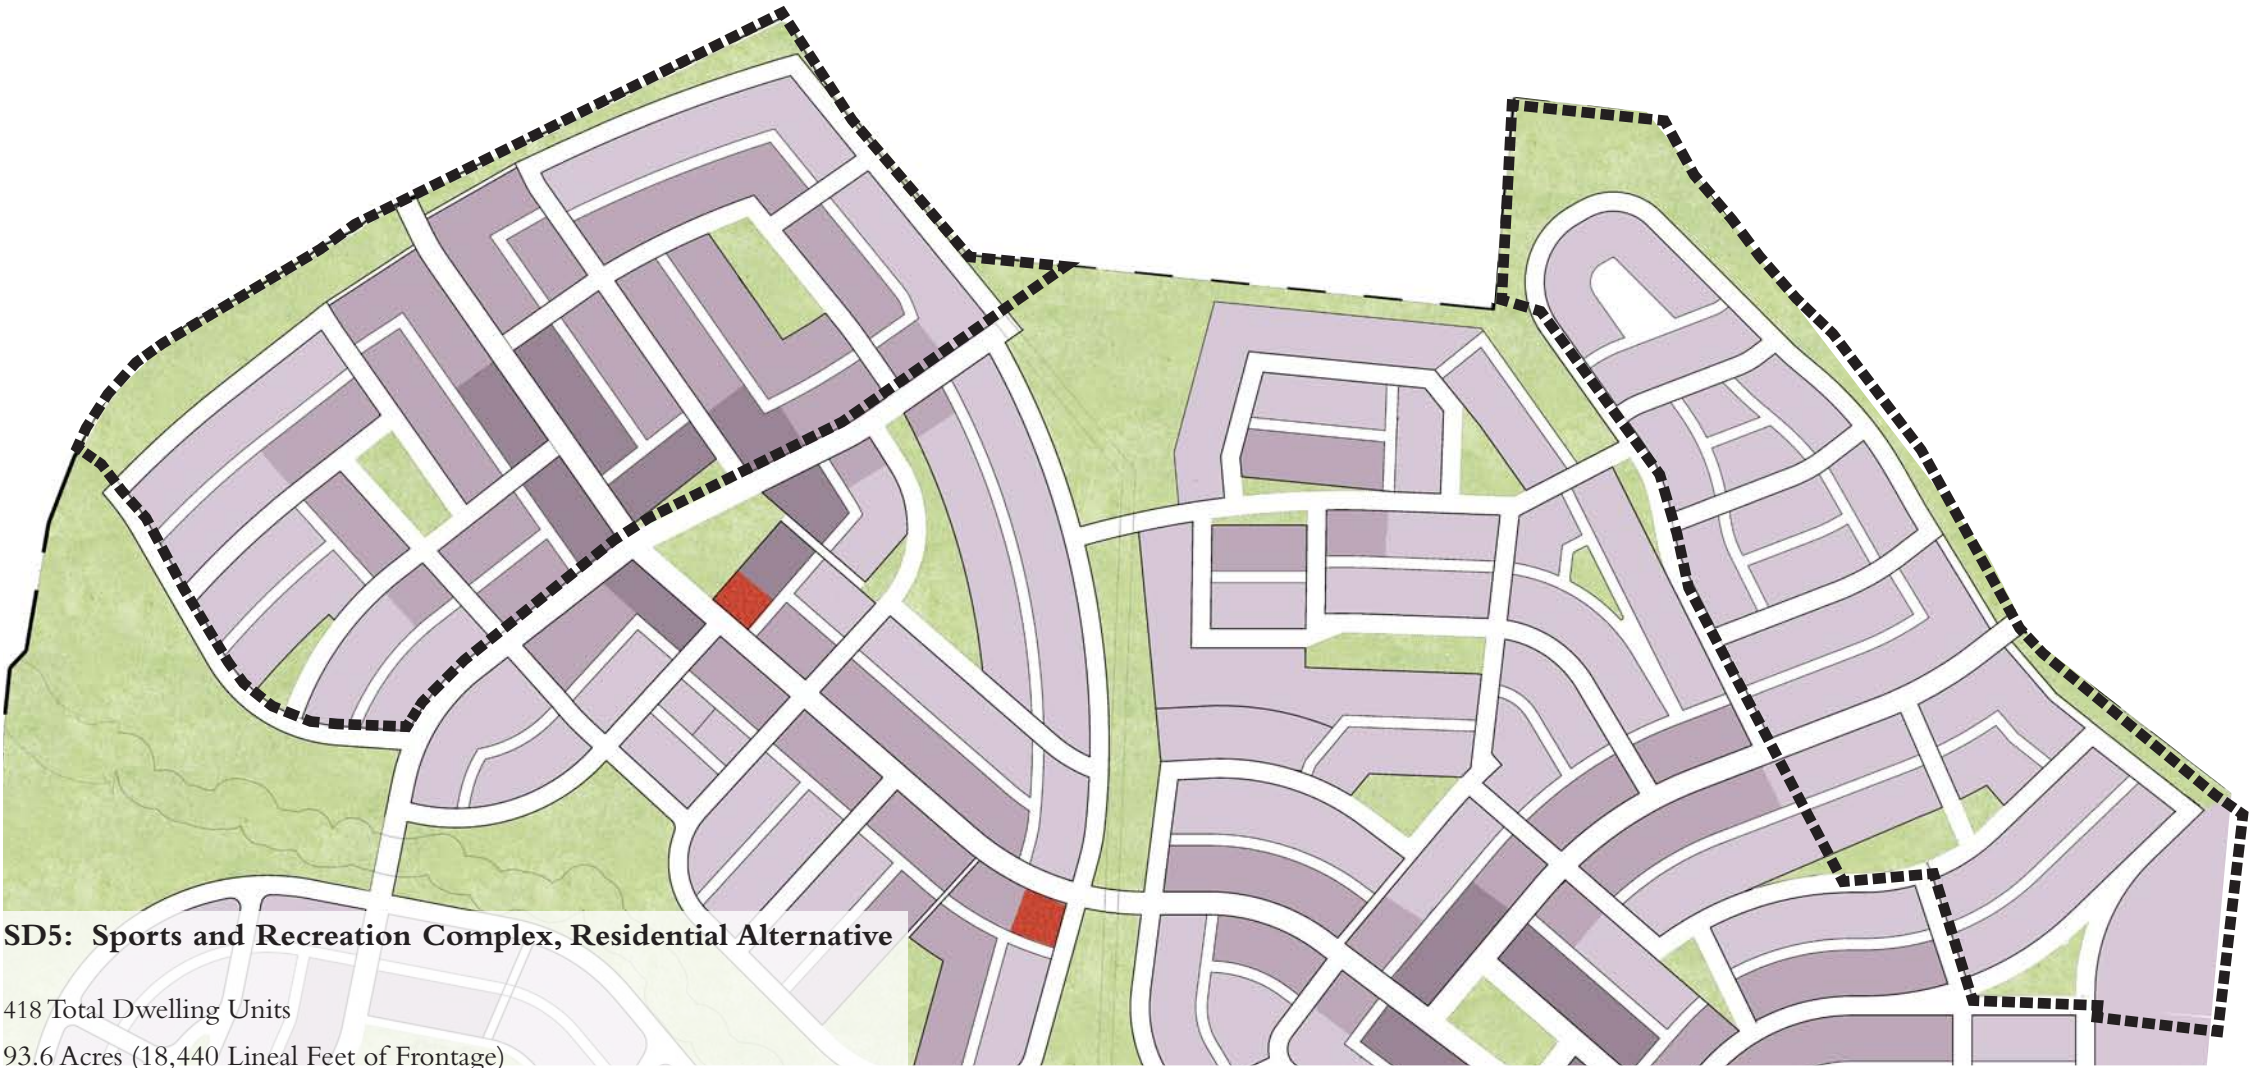 SD5: Sports and Recreation Complex, Residential Alternative
418 Total Dwelling Units
93.6 Acres (18,440 Lineal Feet of Frontage)